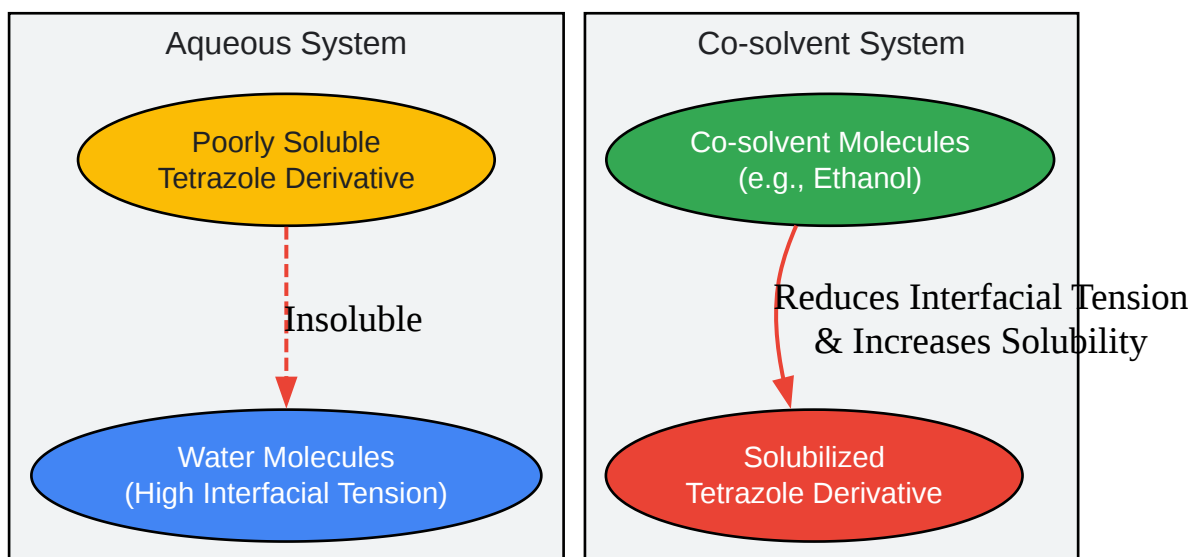 Aqueous System
Poorly Soluble
Tetrazole Derivative
Insoluble
Water Molecules
(High Interfacial Tension)
Co-solvent System
Co-solvent Molecules
(e.g., Ethanol)
Reduces Interfacial Tension
& Increases Solubility
Solubilized
Tetrazole Derivative